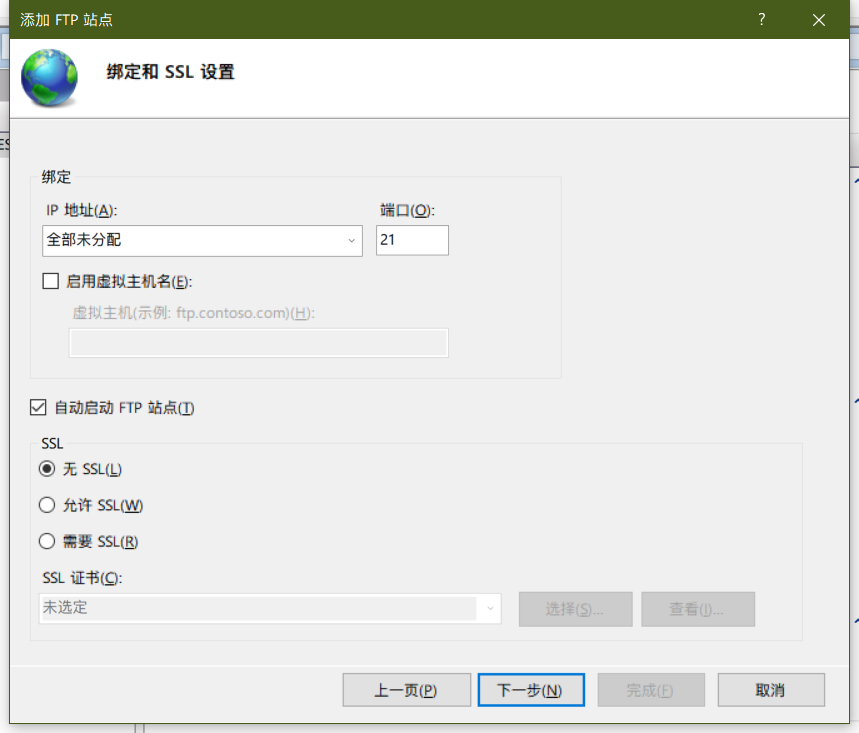 添加 FTP 站点
?
绑定和 SSL 设置
ES
绑定
IP 地址(A): 端口(O):
全部未分配 21
启用虚拟主机名(E):
虚拟主机(示例: ftp.contoso.com)(H):
自动启动 FTP 站点(T)
SSL
无 SSL(L)
允许 SSL(W)
需要 SSL(R)
SSL 证书(C):
未选定 选择(S)... 查看(I)...
上一页(P) 下一步(N) 完成(F) 取消